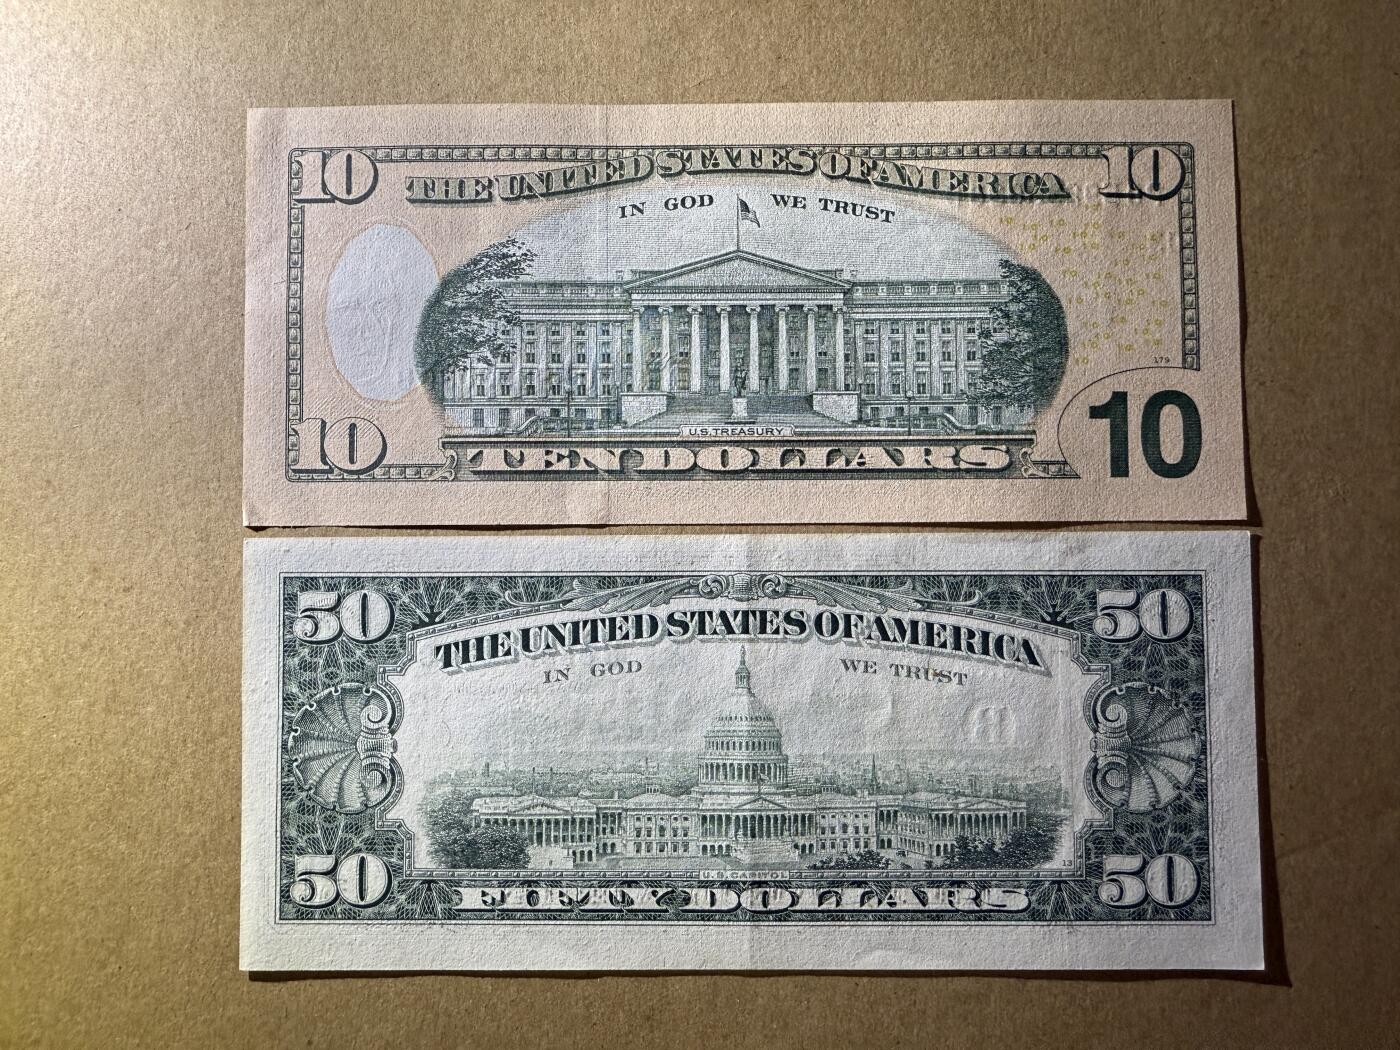 10 10
THE UNITED STATES OF AMERICA
IN GOD WE TRUST
179
U.S. TREASURY
10 TEN DOLLARS 10
50 50
THE UNITED STATES OF AMERICA
IN GOD WE TRUST
13
U.S. CAPITOL
50 FIFTY DOLLARS 50